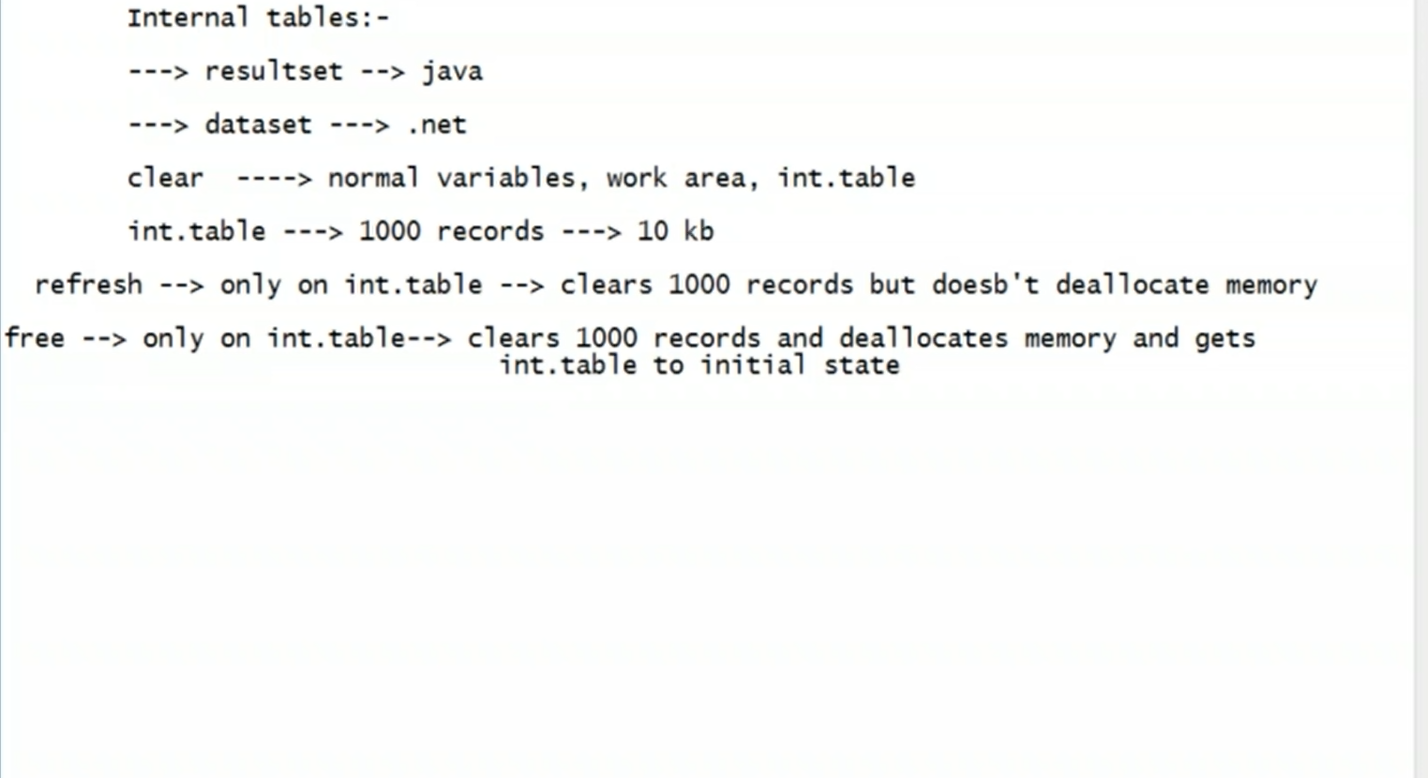 Internal tables:-
---> resultset --> java
---> dataset ---> .net
clear  ----> normal variables, work area, int.table
int.table ---> 1000 records ---> 10 kb
refresh --> only on int.table --> clears 1000 records but doesb't deallocate memory
free --> only on int.table--> clears 1000 records and deallocates memory and gets
int.table to initial state